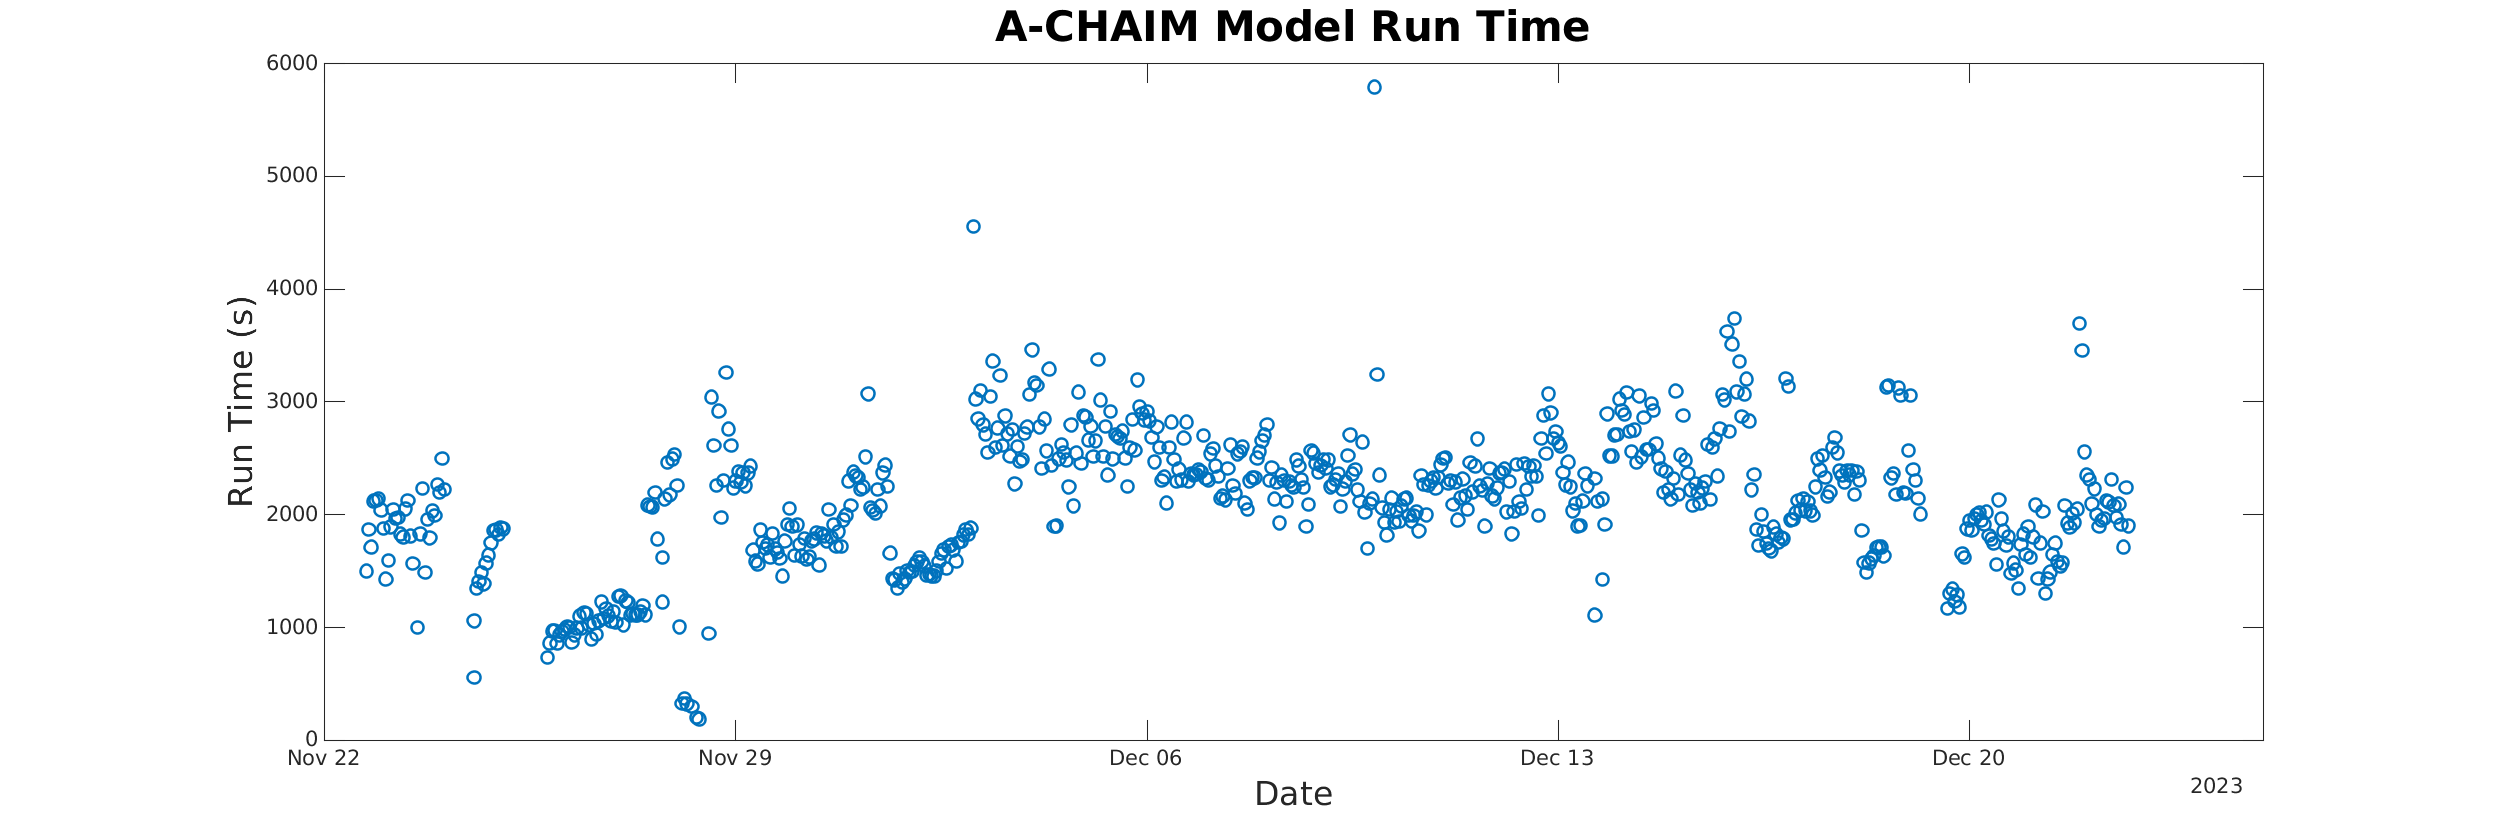 A-CHAIM Model Run Time
6000
5000
4000
3000
2000
1000
0
Run Time (s)
Nov 22
Nov 29
Dec 06
Dec 13
Dec 20
2023
Date